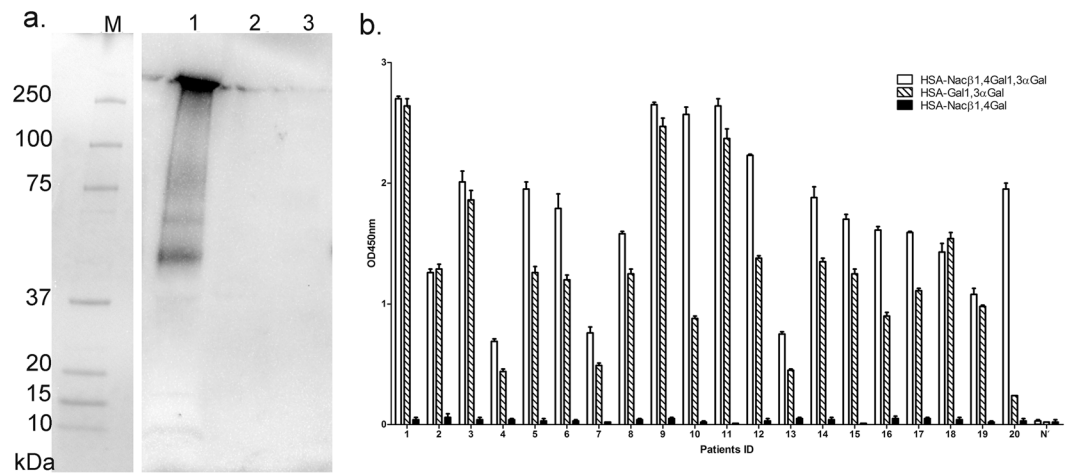 a.
M 1 2 3
250
100
75
37
20
15
10
kDa
b.
3
2
1
0
OD450nm
HSA-Nacβ1,4Gal1,3αGal
HSA-Gal1,3αGal
HSA-Nacβ1,4Gal
1 2 3 4 5 6 7 8 9 10 11 12 13 14 15 16 17 18 19 20 N'
Patients ID